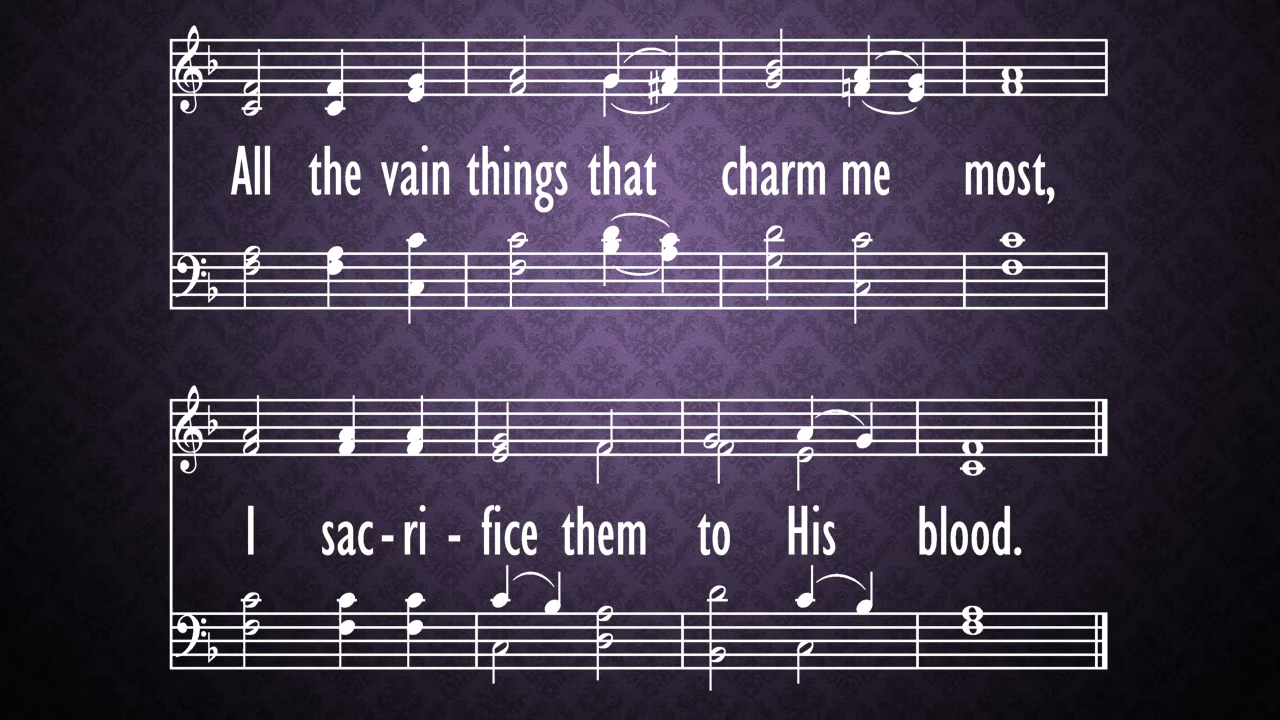 All the vain things that charm me most,
I sac - ri - fice them to His blood.